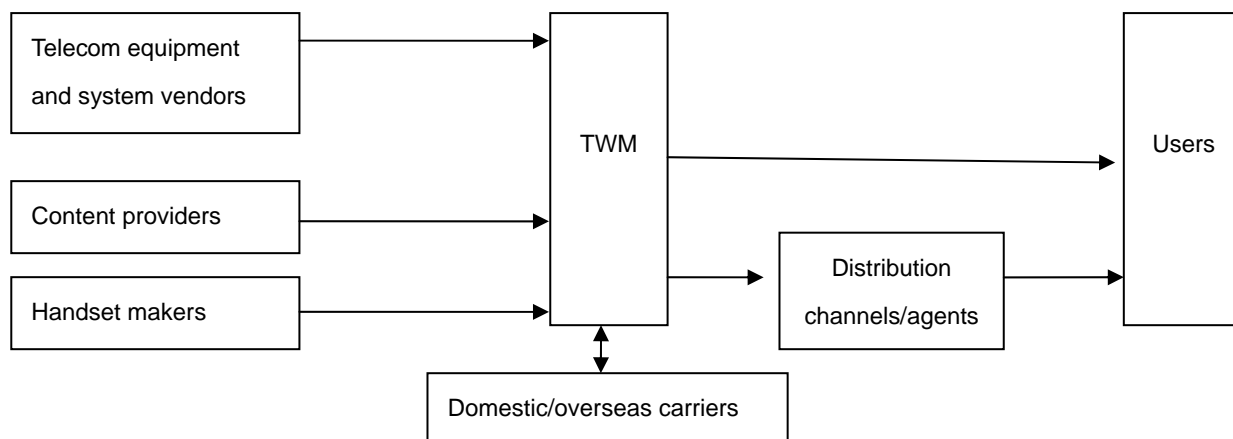 Telecom equipment
and system vendors
TWM
Users
Content providers
Distribution
channels/agents
Handset makers
Domestic/overseas carriers